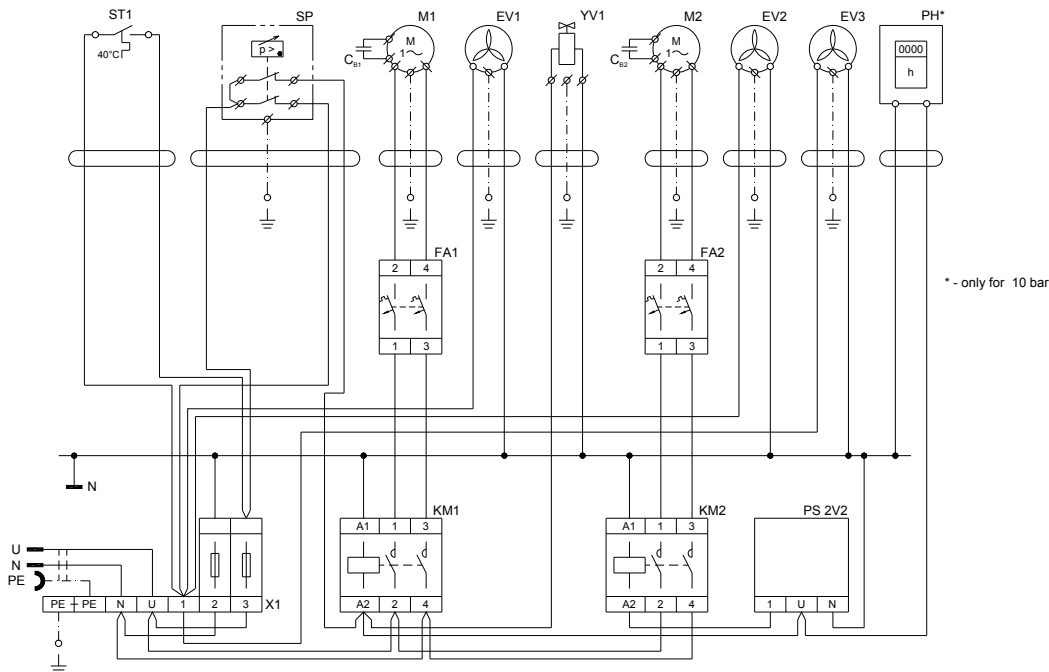 ST1 SP M1 EV1 YV1 M2 EV2 EV3 PH*
40°C
p >
C_B1
M
1~
C_B2
M
1~
0000
h
FA1 FA2
2 4 2 4
* - only for 10 bar
1 3 1 3
N
KM1 KM2 PS 2V2
A1 1 3 A1 1 3
U
N
PE
PE PE N U 1 2 3 X1 A2 2 4 A2 2 4 1 U N